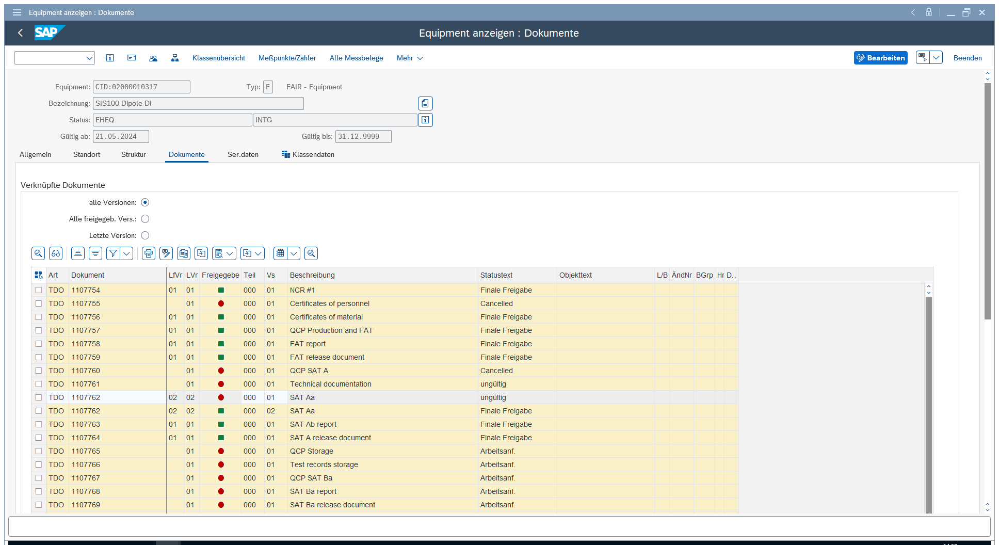 Equipment anzeigen : Dokumente
SAP
Equipment anzeigen : Dokumente
Klassenübersicht Meßpunkte/Zähler Alle Messbelege Mehr Bearbeiten Beenden
Equipment: CID:02000010317 Typ: F FAIR - Equipment
Bezeichnung: SIS100 Dipole Di
Status: EHEQ INTG
Gültig ab: 21.05.2024 Gültig bis: 31.12.9999
Allgemein Standort Struktur Dokumente Ser.daten Klassendaten
Verknüpfte Dokumente
alle Versionen:
Alle freigegeb. Vers.:
Letzte Version:
Art Dokument LfVr LVr Freigegebe Teil Vs Beschreibung Statustext Objekttext L/B ÄndNr BGrp Hr D...
TDO 1107754 01 01 000 01 NCR #1 Finale Freigabe
TDO 1107755 01 000 01 Certificates of personnel Cancelled
TDO 1107756 01 01 000 01 Certificates of material Finale Freigabe
TDO 1107757 01 01 000 01 QCP Production and FAT Finale Freigabe
TDO 1107758 01 01 000 01 FAT report Finale Freigabe
TDO 1107759 01 01 000 01 FAT release document Finale Freigabe
TDO 1107760 01 000 01 QCP SAT A Cancelled
TDO 1107761 01 000 01 Technical documentation ungültig
TDO 1107762 02 02 000 01 SAT Aa ungültig
TDO 1107762 02 02 000 02 SAT Aa Finale Freigabe
TDO 1107763 01 01 000 01 SAT Ab report Finale Freigabe
TDO 1107764 01 01 000 01 SAT A release document Finale Freigabe
TDO 1107765 01 000 01 QCP Storage Arbeitsanf.
TDO 1107766 01 000 01 Test records storage Arbeitsanf.
TDO 1107767 01 000 01 QCP SAT Ba Arbeitsanf.
TDO 1107768 01 000 01 SAT Ba report Arbeitsanf.
TDO 1107769 01 000 01 SAT Ba release document Arbeitsanf.